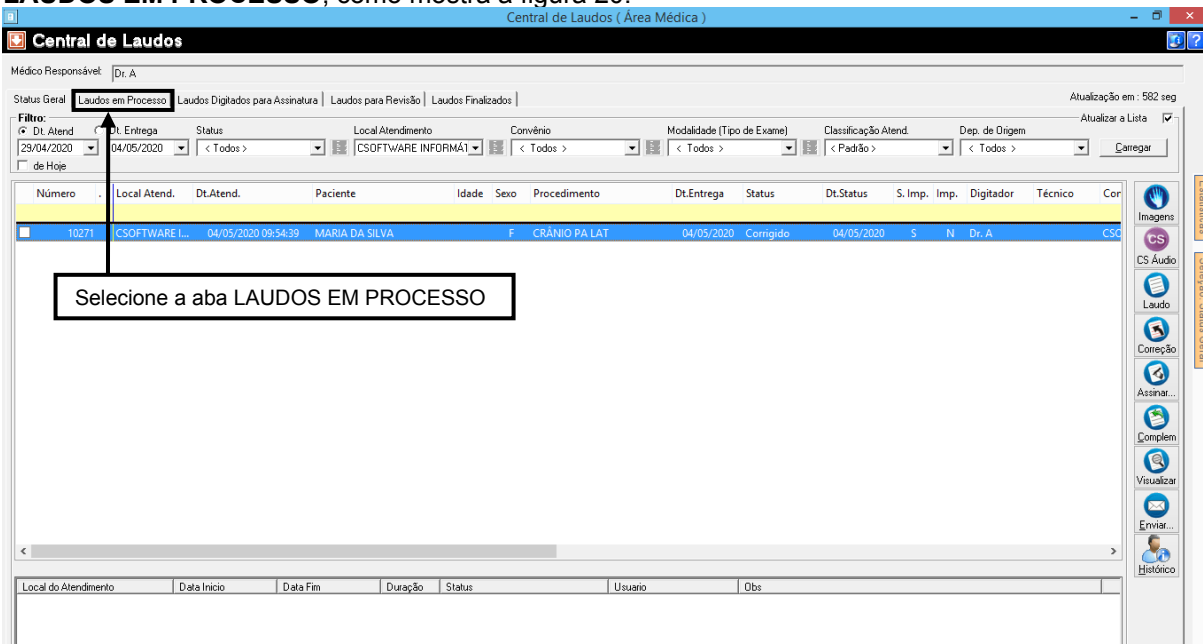 LAUDOS EM PROCESSO, como mostra a figura 20:
Central de Laudos ( Área Médica )
Central de Laudos
Médico Responsável: Dr. A
Status Geral Laudos em Processo Laudos Digitados para Assinatura Laudos para Revisão Laudos Finalizados Atualização em : 582 seg
Filtro: Atualizar a Lista
Dt. Atend Dt. Entrega Status Local Atendimento Convênio Modalidade (Tipo de Exame) Classificação Atend. Dep. de Origem
29/04/2020 04/05/2020 < Todos > CSOFTWARE INFORMÁT < Todos > < Todos > < Padrão > < Todos > Carregar
de Hoje
Número . Local Atend. Dt.Atend. Paciente Idade Sexo Procedimento Dt.Entrega Status Dt.Status S. Imp. Imp. Digitador Técnico Cor
10271 CSOFTWARE I... 04/05/2020 09:54:39 MARIA DA SILVA F CRÂNIO PA LAT 04/05/2020 Corrigido 04/05/2020 S N Dr. A CSO
Selecione a aba LAUDOS EM PROCESSO
Imagens
CS
CS Áudio
Laudo
Correção
Assinar...
Complem
Visualizar
Enviar...
Histórico
Local do Atendimento Data Inicio Data Fim Duração Status Usuario Obs